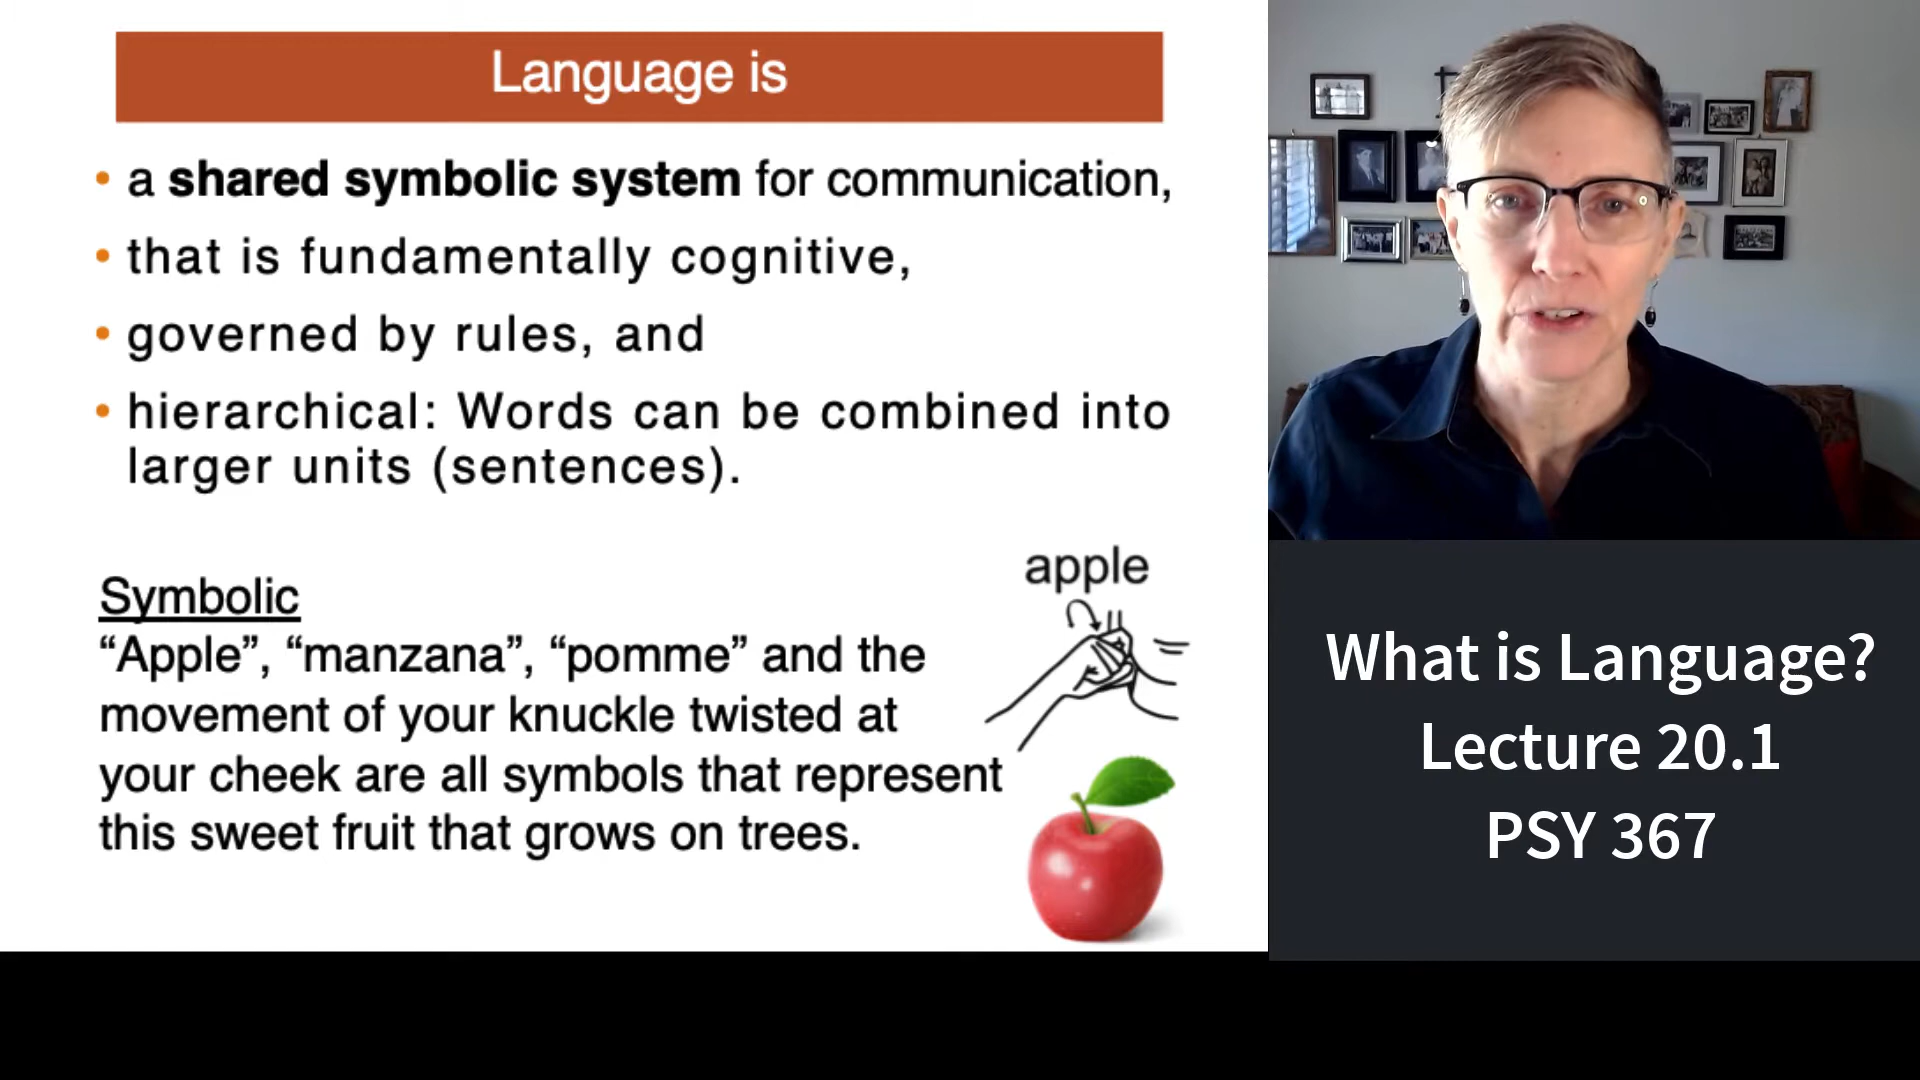 Language is
• a shared symbolic system for communication,
• that is fundamentally cognitive,
• governed by rules, and
• hierarchical: Words can be combined into
larger units (sentences).
apple
Symbolic
“Apple”, “manzana”, “pomme” and the
movement of your knuckle twisted at
your cheek are all symbols that represent
this sweet fruit that grows on trees.
What is Language?
Lecture 20.1
PSY 367